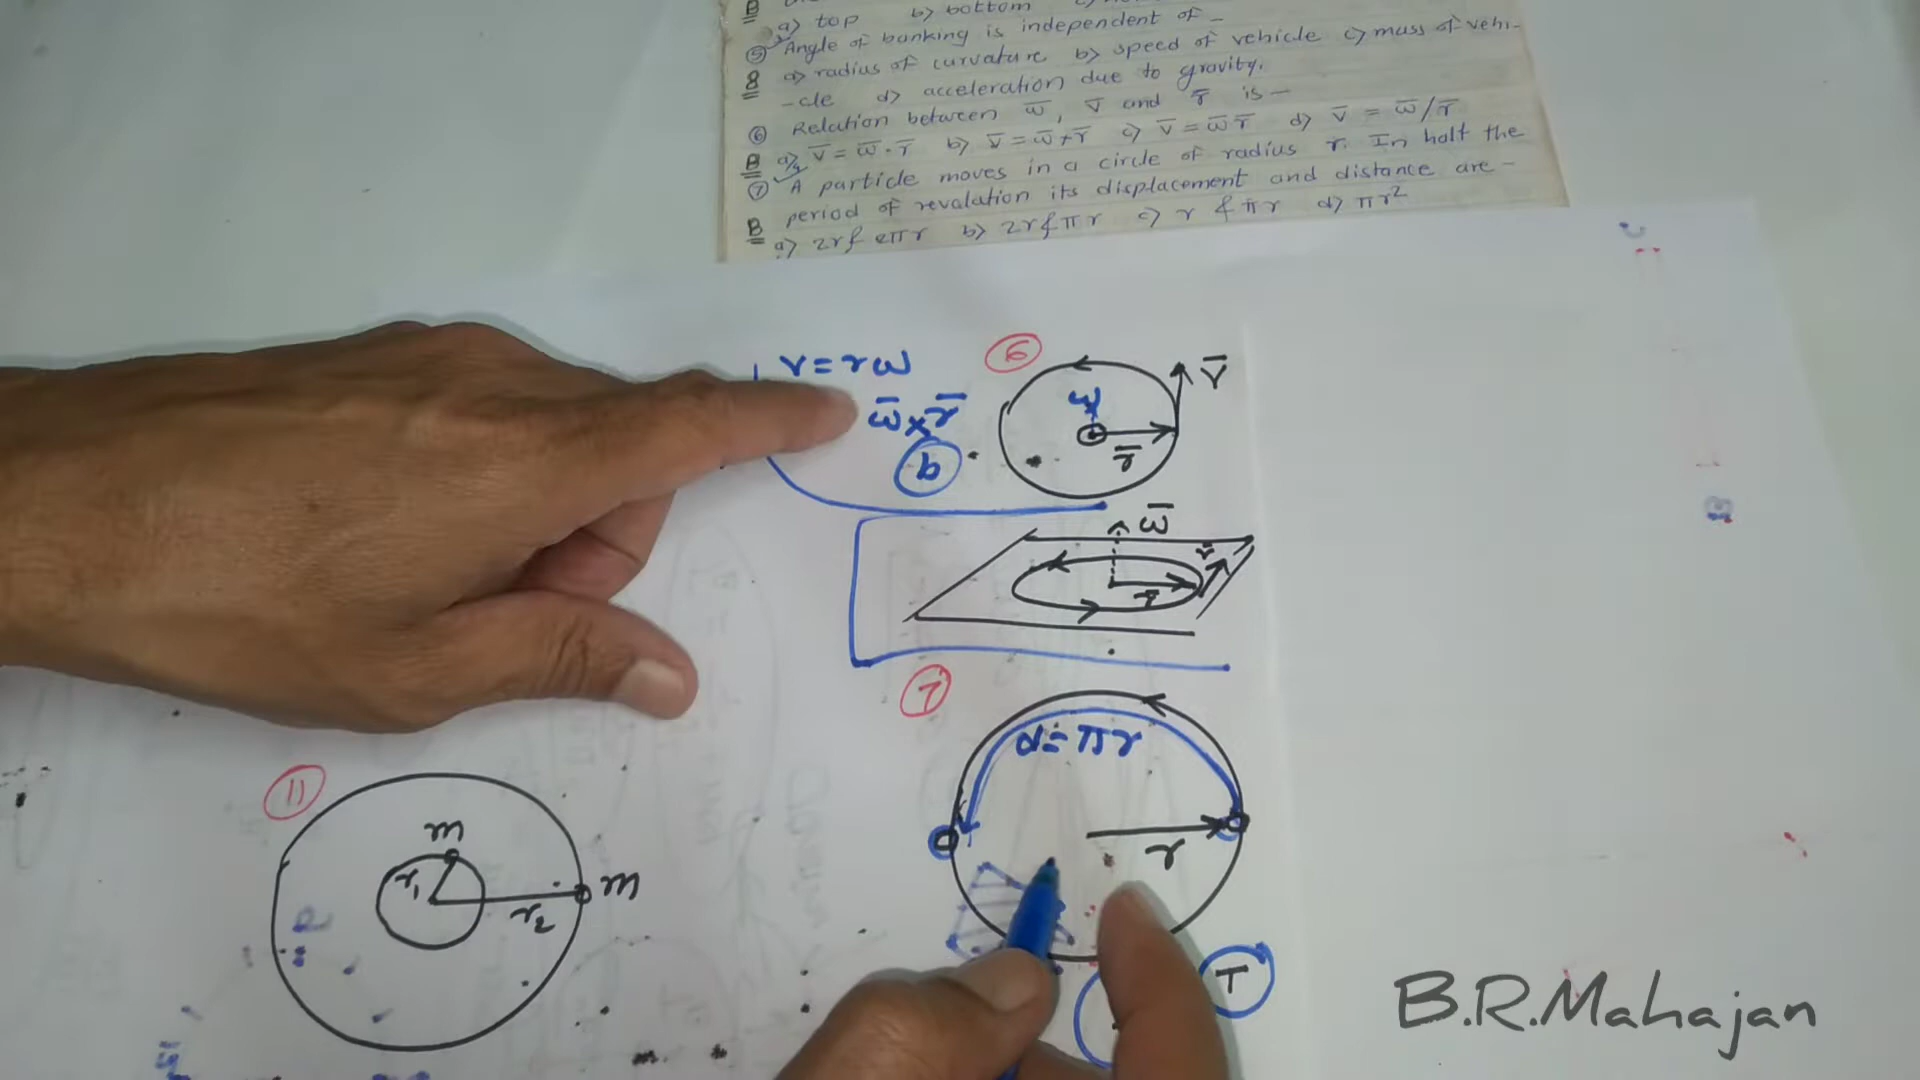 a> top b> bottom
⑤ Angle of banking is independent of -
B a> radius of curvature b> speed of vehicle c> mass of vehi-
-cle d> acceleration due to gravity.
⑥ Relation between ω̅, v̅ and r̅ is -
B a> v̅ = ω̅ · r̅ b> v̅ = ω̅ + r̅ c> v̅ = ω̅ r̅ d> v̅ = ω̅ / r̅
⑦ A particle moves in a circle of radius r. In half the
period of revalation its displacement and distance are -
B a> 2r & 2πr b> 2r & πr c> r & πr d> πr²
⑥
v = rω
ω̅ × r̅
b
ω
r̅
v̅
ω̅
r̅
v̅
⑦
d = πr
r
T
⑪
m
r₁
m
r₂
B.R.Mahajan